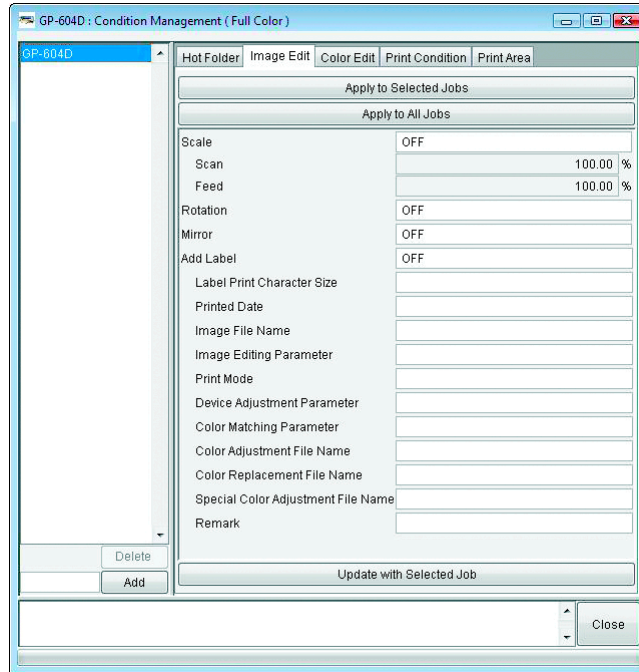 GP-604D : Condition Management ( Full Color )
GP-604D
Hot Folder Image Edit Color Edit Print Condition Print Area
Apply to Selected Jobs
Apply to All Jobs
Scale OFF
Scan 100.00 %
Feed 100.00 %
Rotation OFF
Mirror OFF
Add Label OFF
Label Print Character Size
Printed Date
Image File Name
Image Editing Parameter
Print Mode
Device Adjustment Parameter
Color Matching Parameter
Color Adjustment File Name
Color Replacement File Name
Special Color Adjustment File Name
Remark
Delete
Add
Update with Selected Job
Close